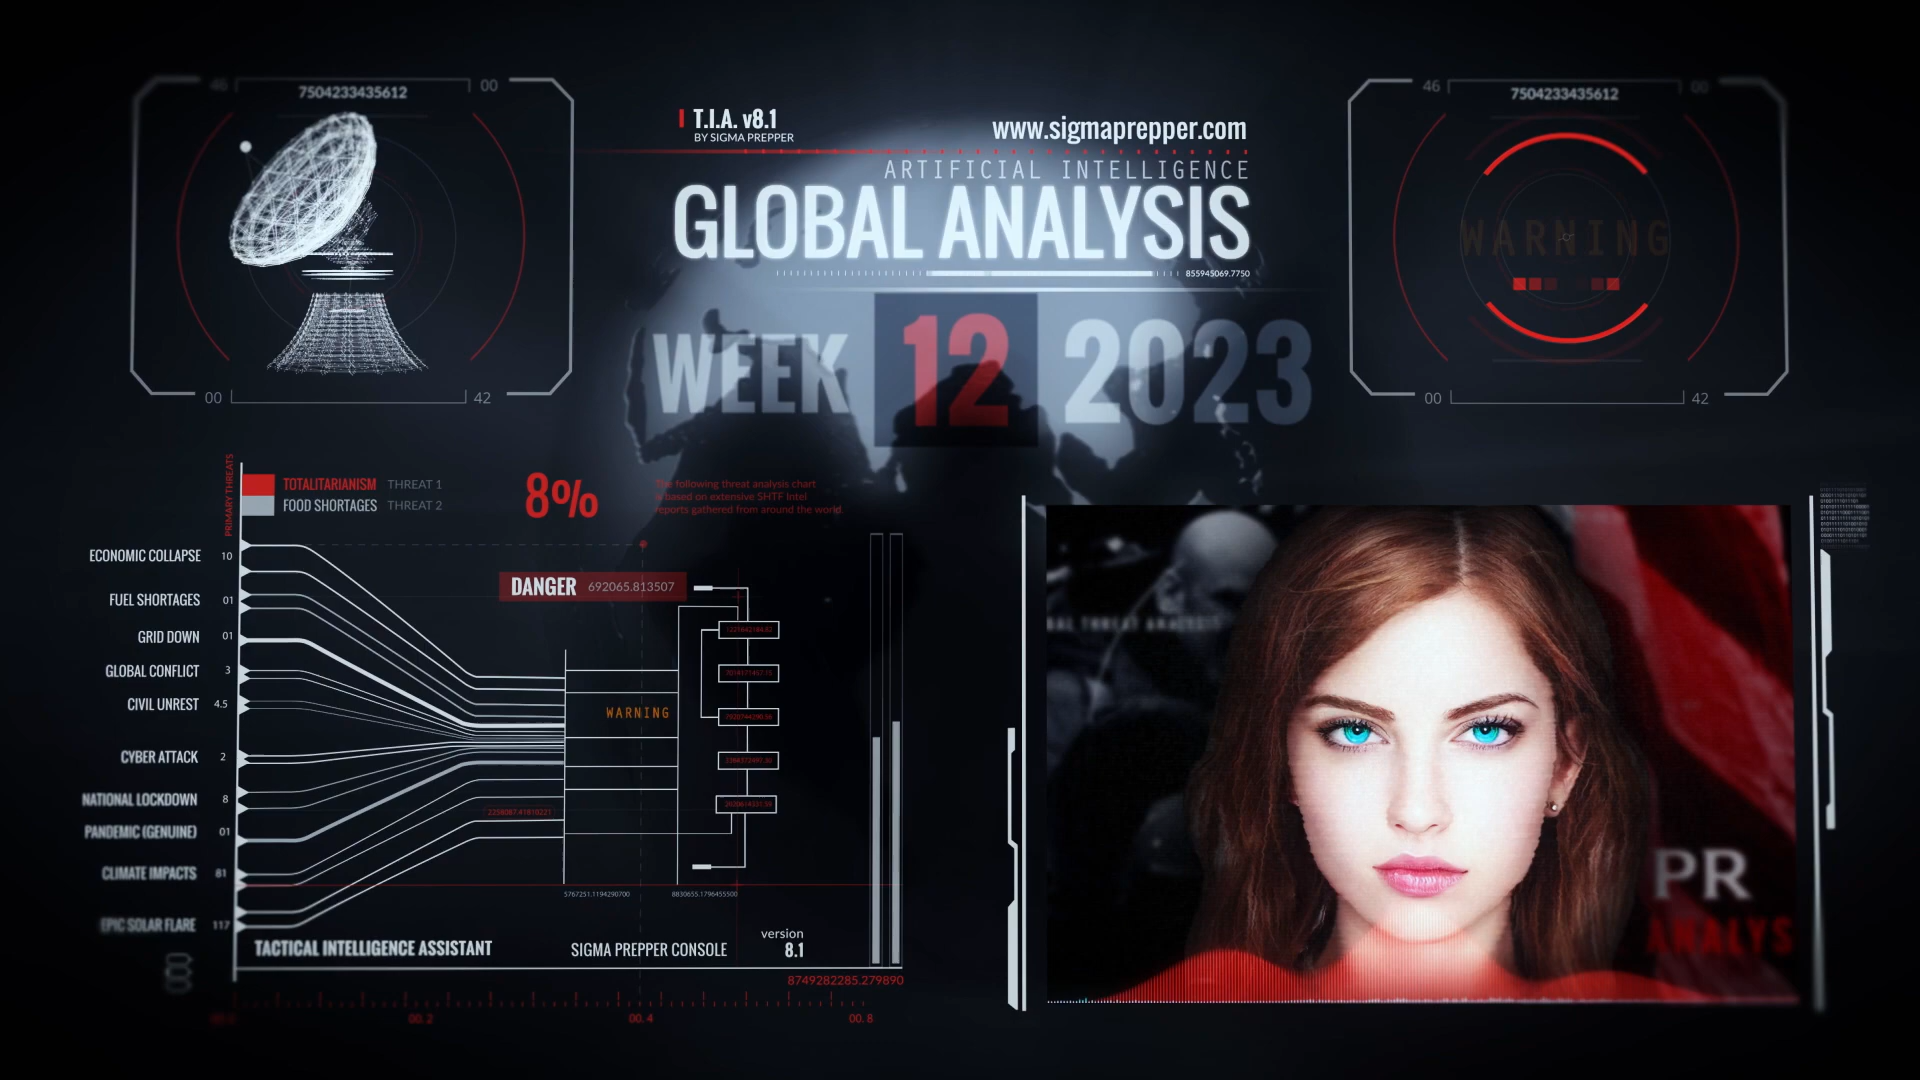 46
00
7504233435612
00
42
T.I.A. v8.1
BY SIGMA PREPPER
www.sigmaprepper.com
ARTIFICIAL INTELLIGENCE
GLOBAL ANALYSIS
855945069.7750
WEEK 12 2023
46
00
7504233435612
WARNING
00
42
PRIMARY THREATS
TOTALITARIANISM THREAT 1
FOOD SHORTAGES THREAT 2
8%
The following threat analysis chart
is based on extensive SHTF Intel
reports gathered from around the world.
ECONOMIC COLLAPSE 10
FUEL SHORTAGES 01
GRID DOWN 01
GLOBAL CONFLICT 3
CIVIL UNREST 4.5
CYBER ATTACK 2
NATIONAL LOCKDOWN 8
PANDEMIC (GENUINE) 01
CLIMATE IMPACTS 81
EPIC SOLAR FLARE 117
DANGER 692065.813507
WARNING
5767251.1194290700
8830655.1796455500
TACTICAL INTELLIGENCE ASSISTANT
SIGMA PREPPER CONSOLE
version
8.1
8749282285.279890
00.2
00.4
00.8
THREAT ANALYSIS
PR
ANALYS